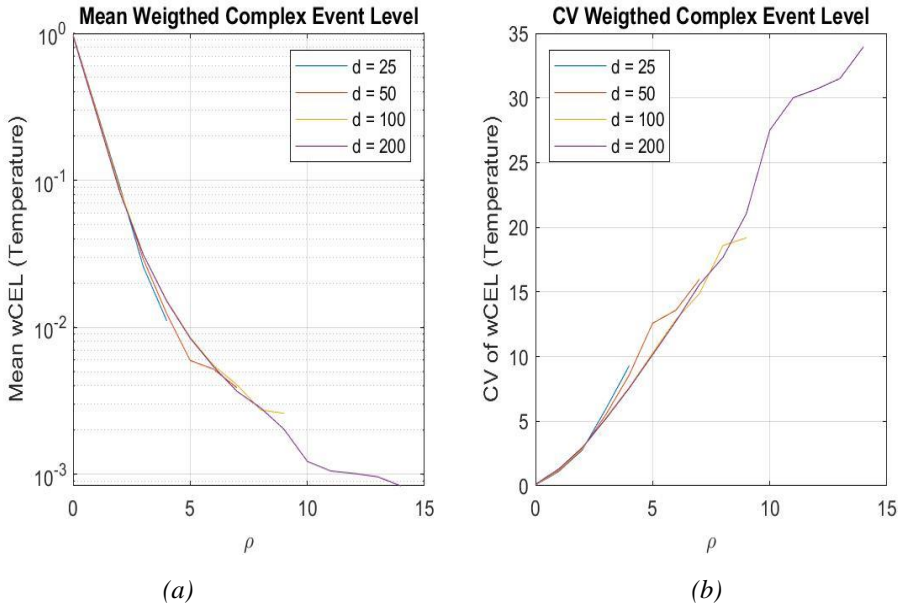 Mean Weigthed Complex Event Level
10^0
10^-1
10^-2
10^-3
Mean wCEL (Temperature)
d = 25
d = 50
d = 100
d = 200
0
5
10
15
ρ
(a)
CV Weigthed Complex Event Level
35
30
25
20
15
10
5
0
CV of wCEL (Temperature)
d = 25
d = 50
d = 100
d = 200
0
5
10
15
ρ
(b)